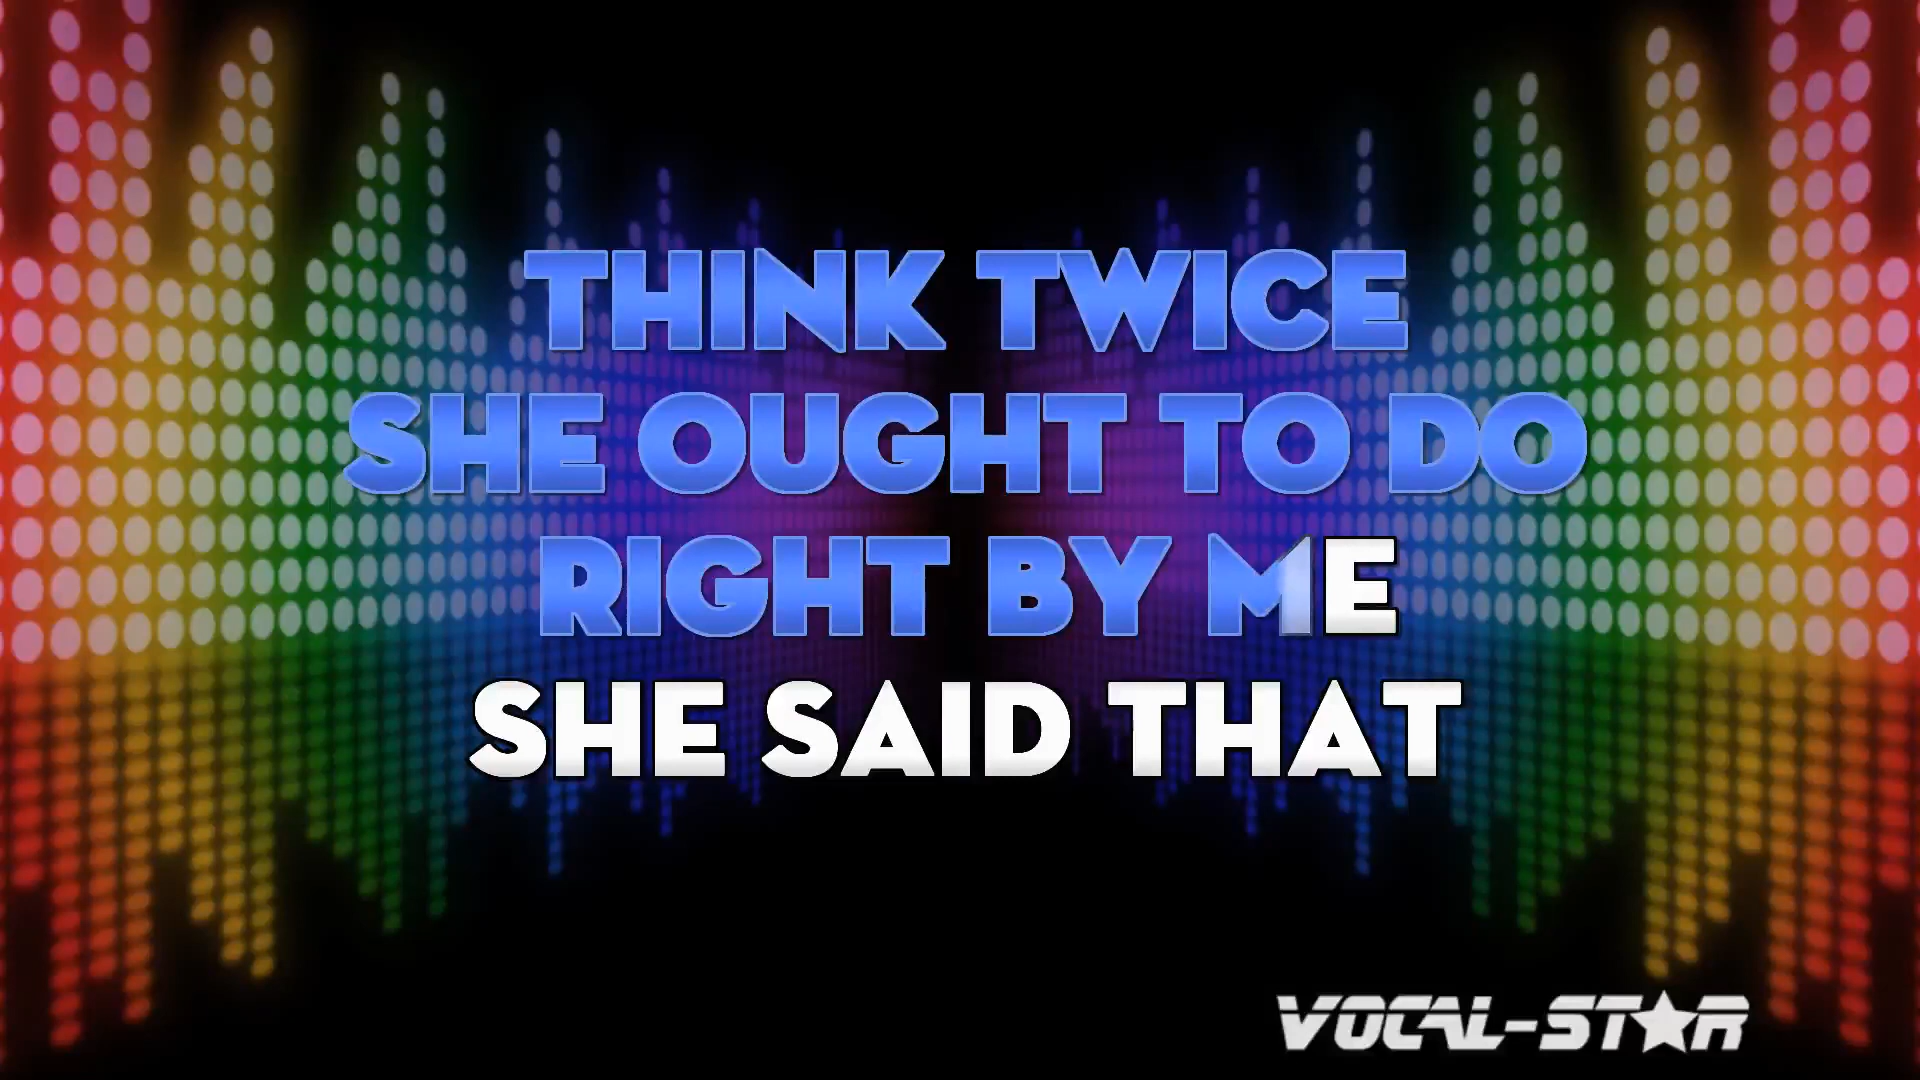 THINK TWICE
SHE OUGHT TO DO
RIGHT BY ME
SHE SAID THAT
VOCAL-STAR